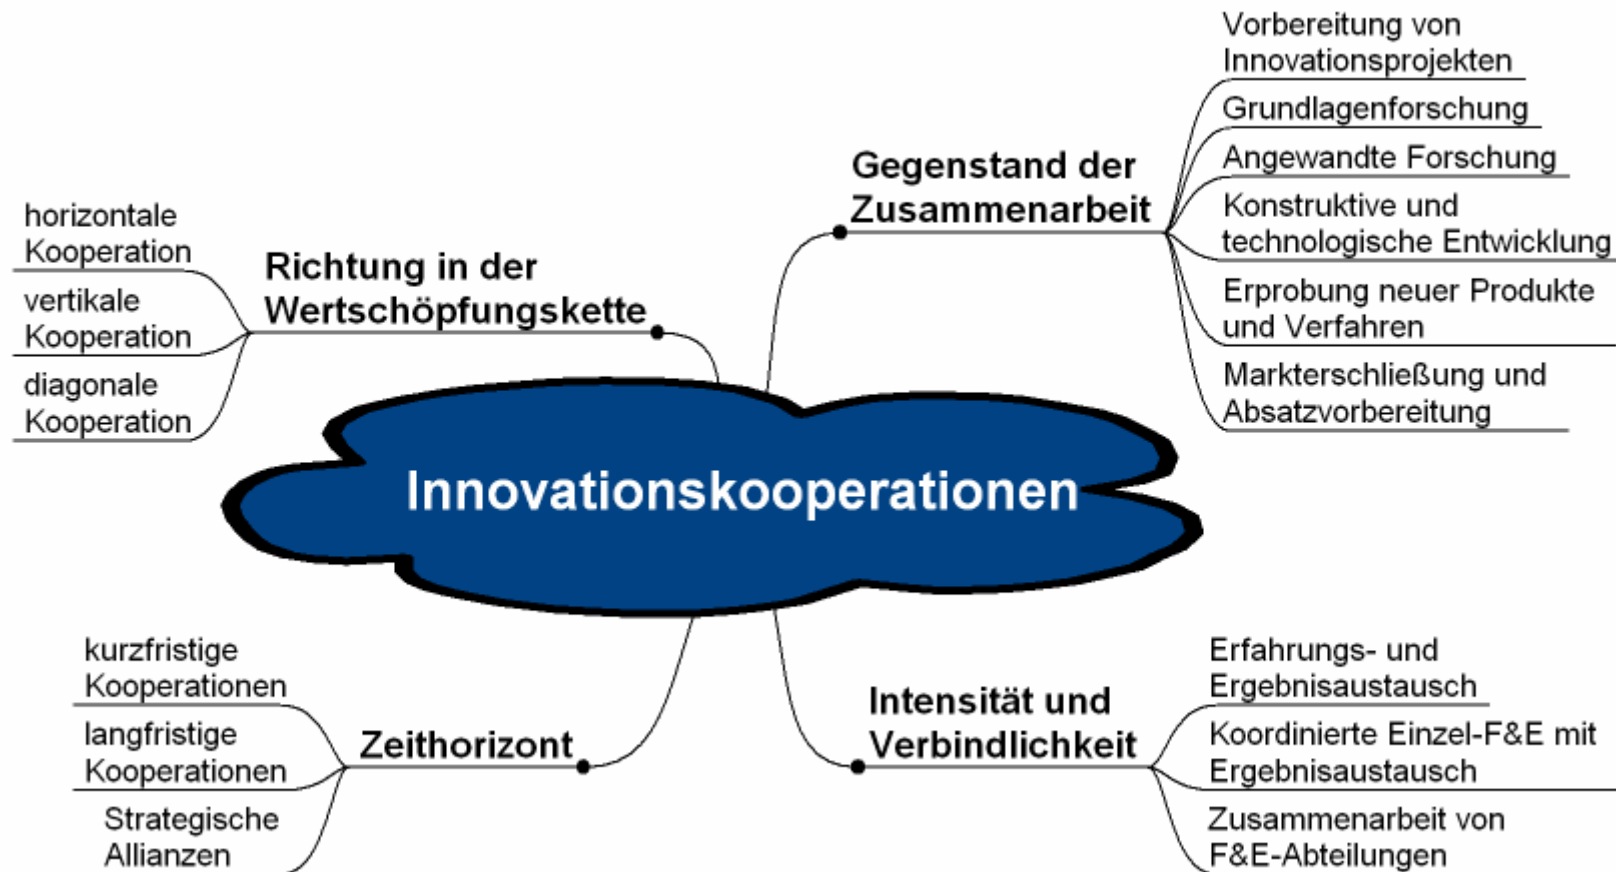 Vorbereitung von
Innovationsprojekten
Grundlagenforschung
Angewandte Forschung
Konstruktive und
technologische Entwicklung
Erprobung neuer Produkte
und Verfahren
Markterschließung und
Absatzvorbereitung
Gegenstand der
Zusammenarbeit
horizontale
Kooperation
vertikale
Kooperation
diagonale
Kooperation
Richtung in der
Wertschöpfungskette
Innovationskooperationen
kurzfristige
Kooperationen
langfristige
Kooperationen
Strategische
Allianzen
Zeithorizont
Intensität und
Verbindlichkeit
Erfahrungs- und
Ergebnisaustausch
Koordinierte Einzel-F&E mit
Ergebnisaustausch
Zusammenarbeit von
F&E-Abteilungen